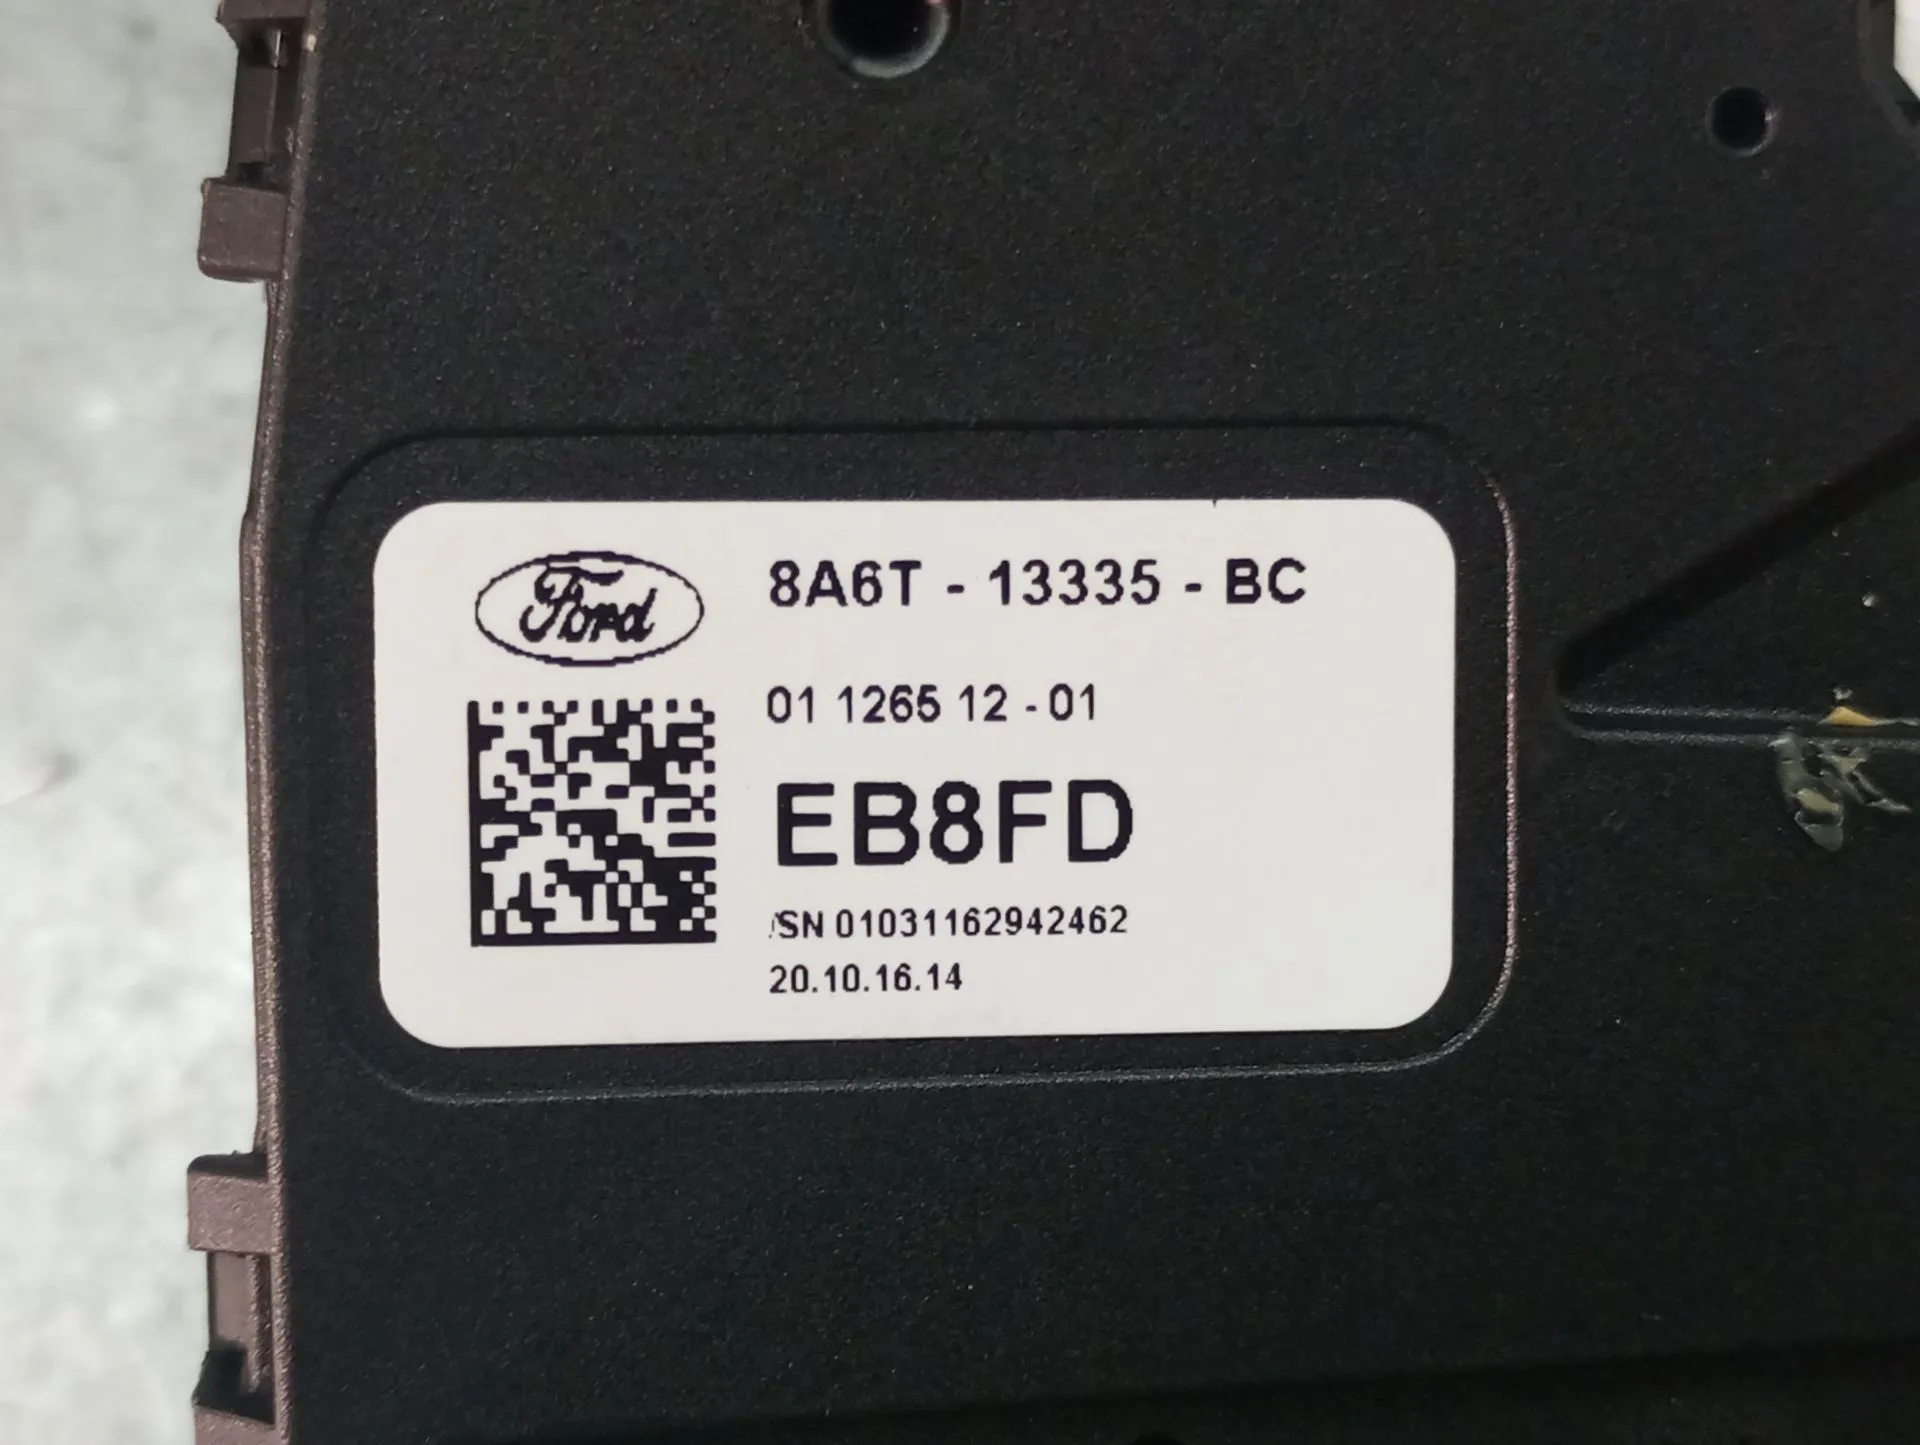 Ford
8A6T - 13335 - BC
01 1265 12 - 01
EB8FD
/SN 01031162942462
20.10.16.14